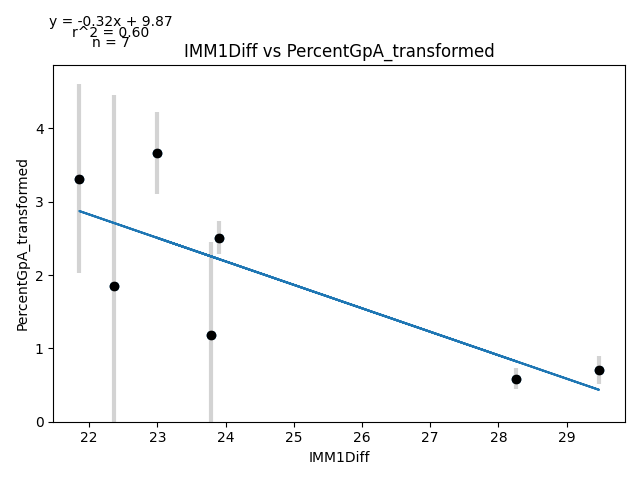 y = -0.32x + 9.87
r^2 = 0.60
n = 7
IMM1Diff vs PercentGpA_transformed
PercentGpA_transformed
4
3
2
1
0
22 23 24 25 26 27 28 29
IMM1Diff